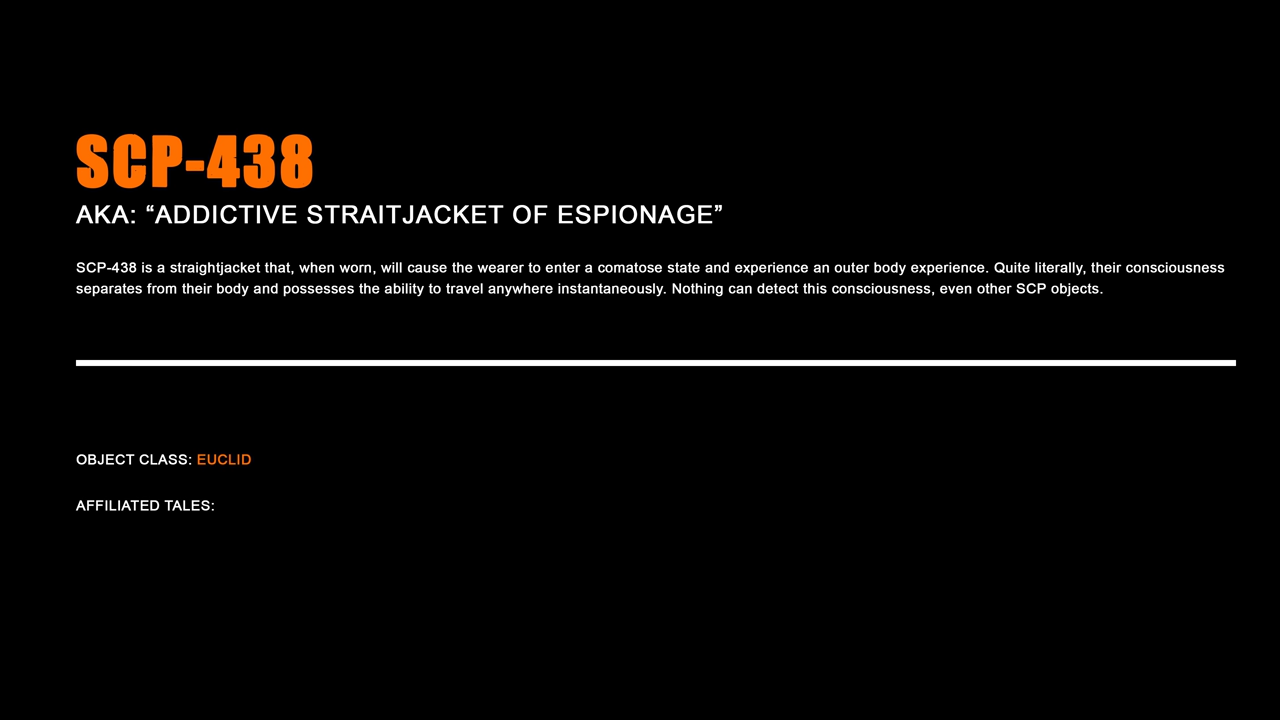 SCP-438
AKA: “ADDICTIVE STRAITJACKET OF ESPIONAGE”
SCP-438 is a straightjacket that, when worn, will cause the wearer to enter a comatose state and experience an outer body experience. Quite literally, their consciousness
separates from their body and possesses the ability to travel anywhere instantaneously. Nothing can detect this consciousness, even other SCP objects.
OBJECT CLASS: EUCLID
AFFILIATED TALES: